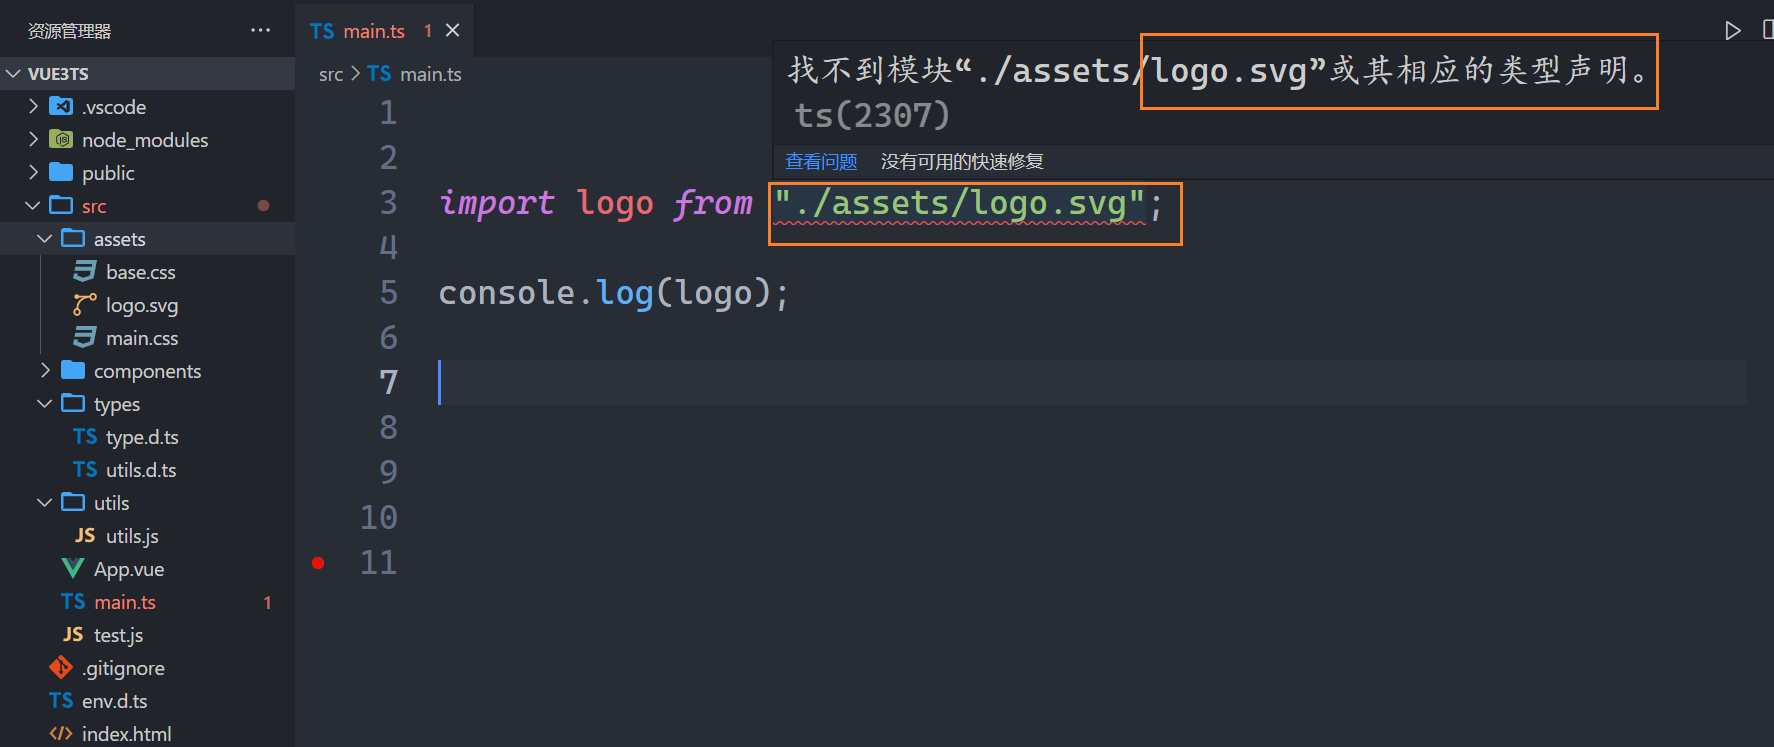 资源管理器 ···
VUE3TS
.vscode
node_modules
public
src
assets
base.css
logo.svg
main.css
components
types
TS type.d.ts
TS utils.d.ts
utils
JS utils.js
App.vue
TS main.ts 1
JS test.js
.gitignore
TS env.d.ts
index.html
TS main.ts 1
src > TS main.ts
找不到模块“./assets/logo.svg”或其相应的类型声明。
ts(2307)
查看问题 没有可用的快速修复
1
2
3 import logo from "./assets/logo.svg";
4
5 console.log(logo);
6
7
8
9
10
11